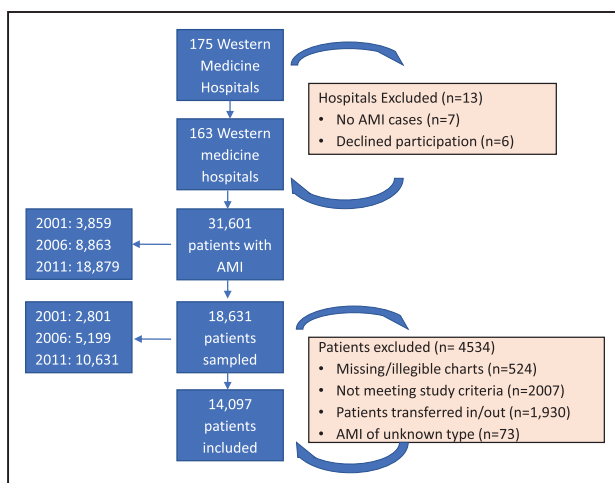 175 Western
Medicine
Hospitals
Hospitals Excluded (n=13)
• No AMI cases (n=7)
• Declined participation (n=6)
163 Western
medicine
hospitals
31,601
patients with
AMI
2001: 3,859
2006: 8,863
2011: 18,879
18,631
patients
sampled
2001: 2,801
2006: 5,199
2011: 10,631
Patients excluded (n= 4534)
• Missing/illegible charts (n=524)
• Not meeting study criteria (n=2007)
• Patients transferred in/out (n=1,930)
• AMI of unknown type (n=73)
14,097
patients
included